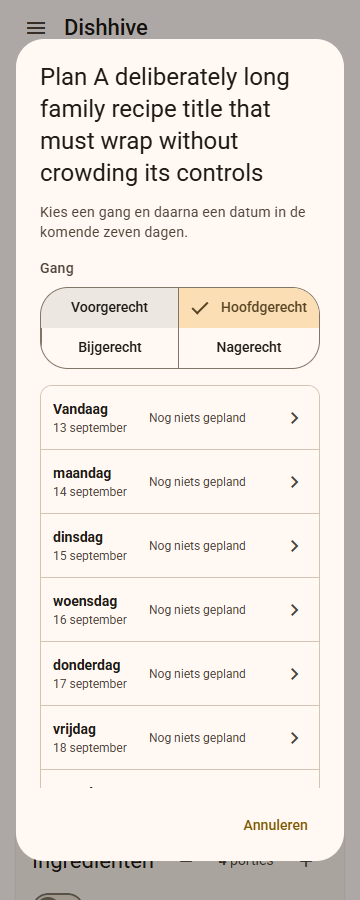 Dishhive
Plan A deliberately long
family recipe title that
must wrap without
crowding its controls
Kies een gang en daarna een datum in de
komende zeven dagen.
Gang
Voorgerecht
Hoofdgerecht
Bijgerecht
Nagerecht
Vandaag
13 september
Nog niets gepland
maandag
14 september
Nog niets gepland
dinsdag
15 september
Nog niets gepland
woensdag
16 september
Nog niets gepland
donderdag
17 september
Nog niets gepland
vrijdag
18 september
Nog niets gepland
Annuleren
Ingrediënten
4 porties